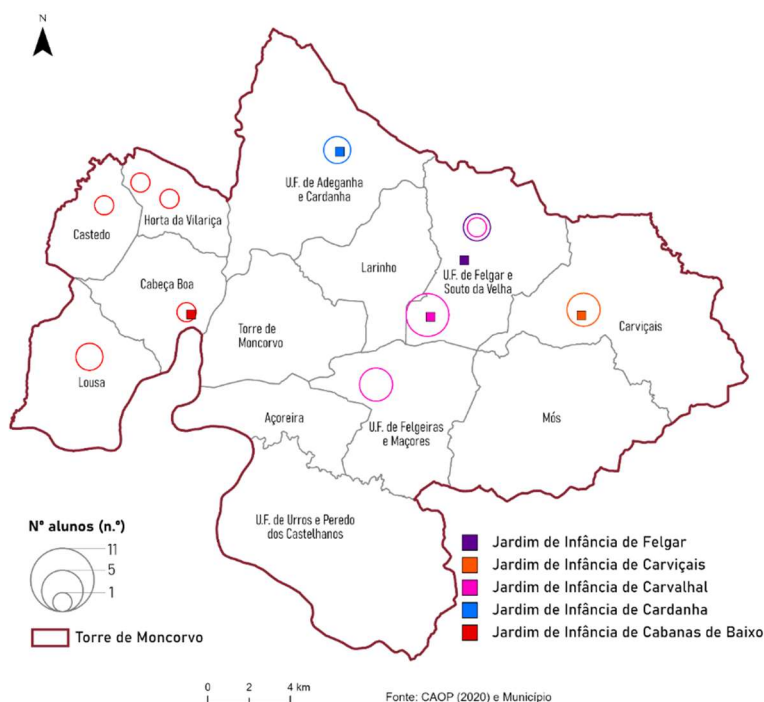 N
U.F. de Adeganha
e Cardanha
Horta da Vilariça
Castedo
Larinho
U.F. de Felgar e
Souto da Velha
Cabeça Boa
Torre de
Moncorvo
Carviçais
Lousa
Açoreira
U.F. de Felgeiras
e Maçores
Mós
U.F. de Urros e Peredo
dos Castelhanos
Nº alunos (n.º)
11
5
1
Torre de Moncorvo
Jardim de Infância de Felgar
Jardim de Infância de Carviçais
Jardim de Infância de Carvalhal
Jardim de Infância de Cardanha
Jardim de Infância de Cabanas de Baixo
0 2 4 km
Fonte: CAOP (2020) e Município